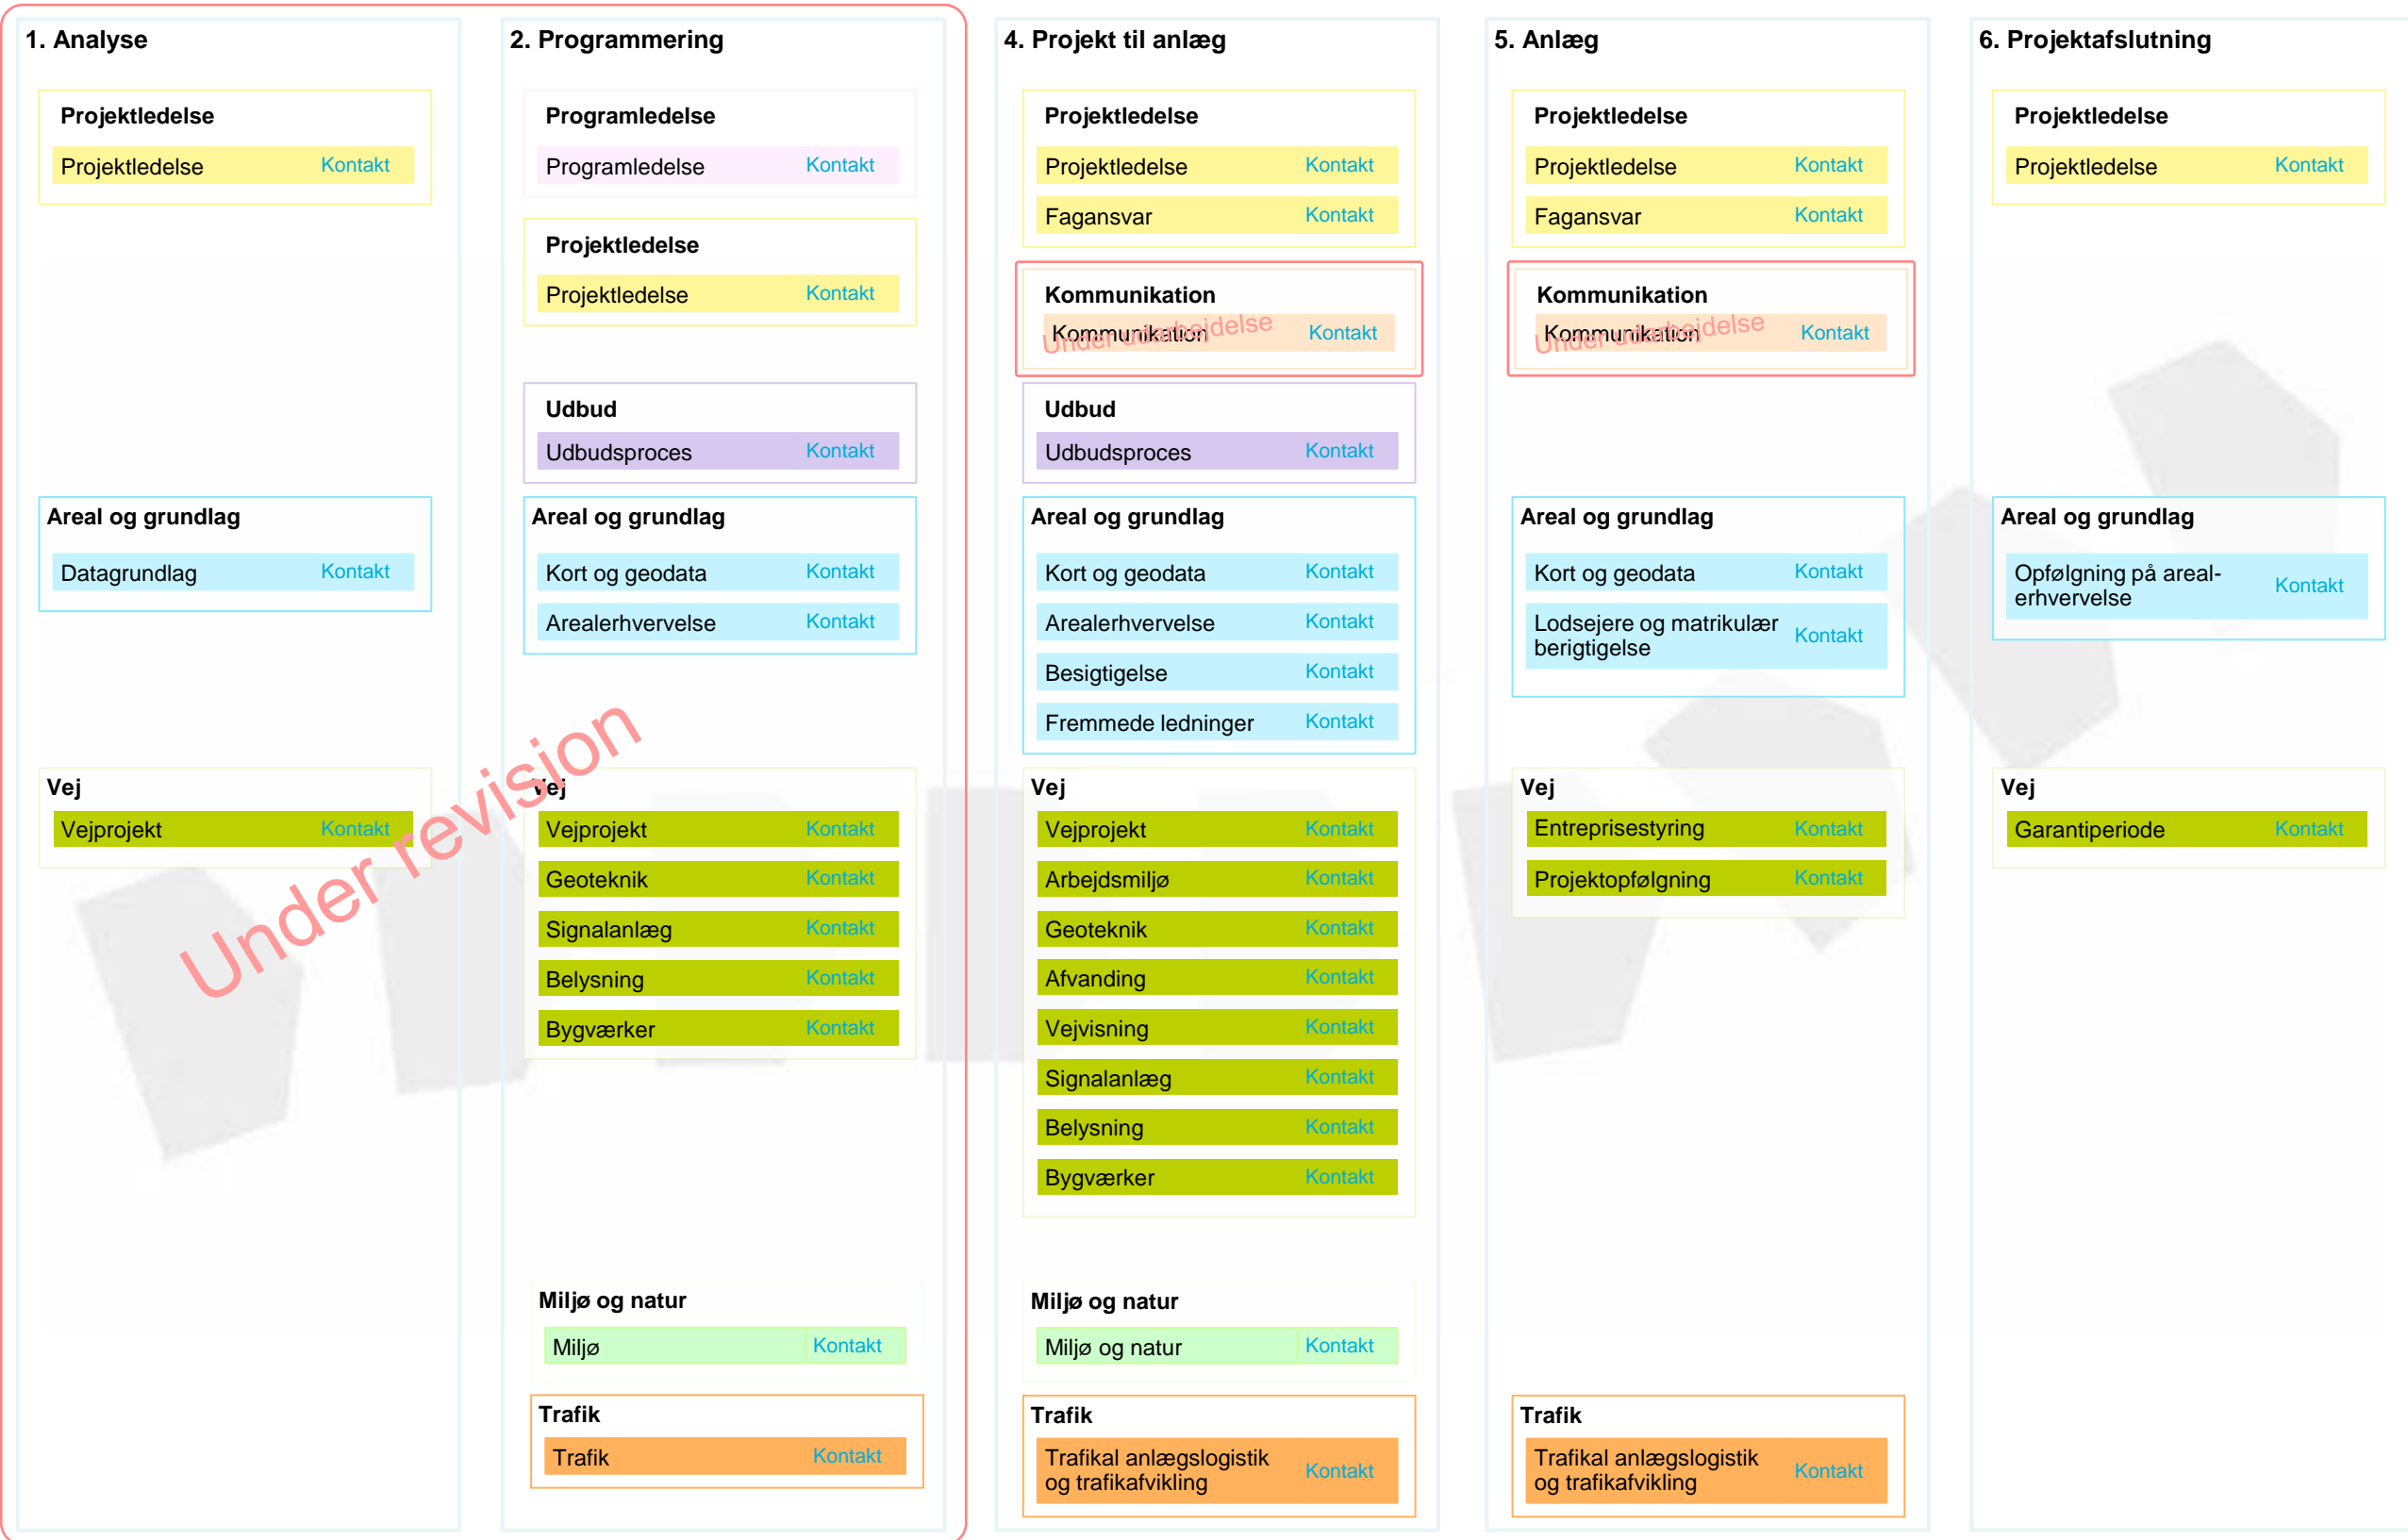 1. Analyse
Projektledelse
Projektledelse Kontakt
Areal og grundlag
Datagrundlag Kontakt
Vej
Vejprojekt Kontakt
Under revision
2. Programmering
Programledelse
Programledelse Kontakt
Projektledelse
Projektledelse Kontakt
Udbud
Udbudsproces Kontakt
Areal og grundlag
Kort og geodata Kontakt
Arealerhvervelse Kontakt
Vej
Vejprojekt Kontakt
Geoteknik Kontakt
Signalanlæg Kontakt
Belysning Kontakt
Bygværker Kontakt
Miljø og natur
Miljø Kontakt
Trafik
Trafik Kontakt
4. Projekt til anlæg
Projektledelse
Projektledelse Kontakt
Fagansvar Kontakt
Kommunikation
Kommunikation Kontakt
Under udarbejdelse
Udbud
Udbudsproces Kontakt
Areal og grundlag
Kort og geodata Kontakt
Arealerhvervelse Kontakt
Besigtigelse Kontakt
Fremmede ledninger Kontakt
Vej
Vejprojekt Kontakt
Arbejdsmiljø Kontakt
Geoteknik Kontakt
Afvanding Kontakt
Vejvisning Kontakt
Signalanlæg Kontakt
Belysning Kontakt
Bygværker Kontakt
Miljø og natur
Miljø og natur Kontakt
Trafik
Trafikal anlægslogistik
og trafikafvikling Kontakt
5. Anlæg
Projektledelse
Projektledelse Kontakt
Fagansvar Kontakt
Kommunikation
Kommunikation Kontakt
Under udarbejdelse
Areal og grundlag
Kort og geodata Kontakt
Lodsejere og matrikulær
berigtigelse Kontakt
Vej
Entreprisestyring Kontakt
Projektopfølgning Kontakt
Trafik
Trafikal anlægslogistik
og trafikafvikling Kontakt
6. Projektafslutning
Projektledelse
Projektledelse Kontakt
Areal og grundlag
Opfølgning på areal-
erhvervelse Kontakt
Vej
Garantiperiode Kontakt